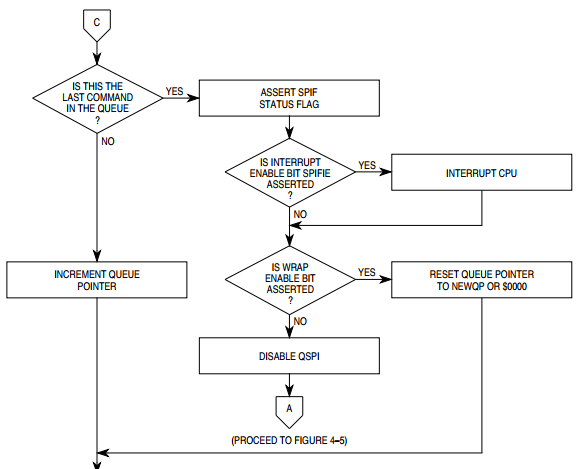 C
IS THIS THE
LAST COMMAND
IN THE QUEUE
?
YES
ASSERT SPIF
STATUS FLAG
NO
IS INTERRUPT
ENABLE BIT SPIFIE
ASSERTED
?
YES
INTERRUPT CPU
NO
INCREMENT QUEUE
POINTER
IS WRAP
ENABLE BIT
ASSERTED
?
YES
RESET QUEUE POINTER
TO NEWQP OR $0000
NO
DISABLE QSPI
A
(PROCEED TO FIGURE 4–5)